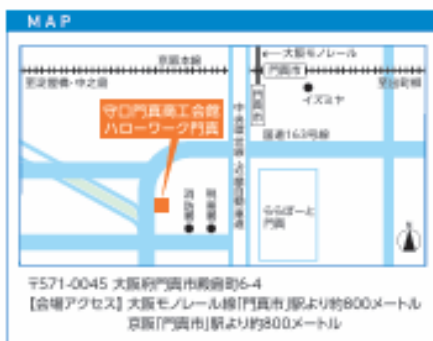 MAP
←大阪モノレール
京阪本線
門真市
至淀屋橋・中之島
至出町柳
門真市
イズミヤ
守口門真商工会館
ハローワーク門真
国道163号線
中央環状線・近畿自動車道
消防署
税務署
ららぽーと
門真
〒571-0045 大阪府門真市殿島町6-4
【会場アクセス】大阪モノレール線「門真市」駅より約800メートル
京阪「門真市」駅より約800メートル